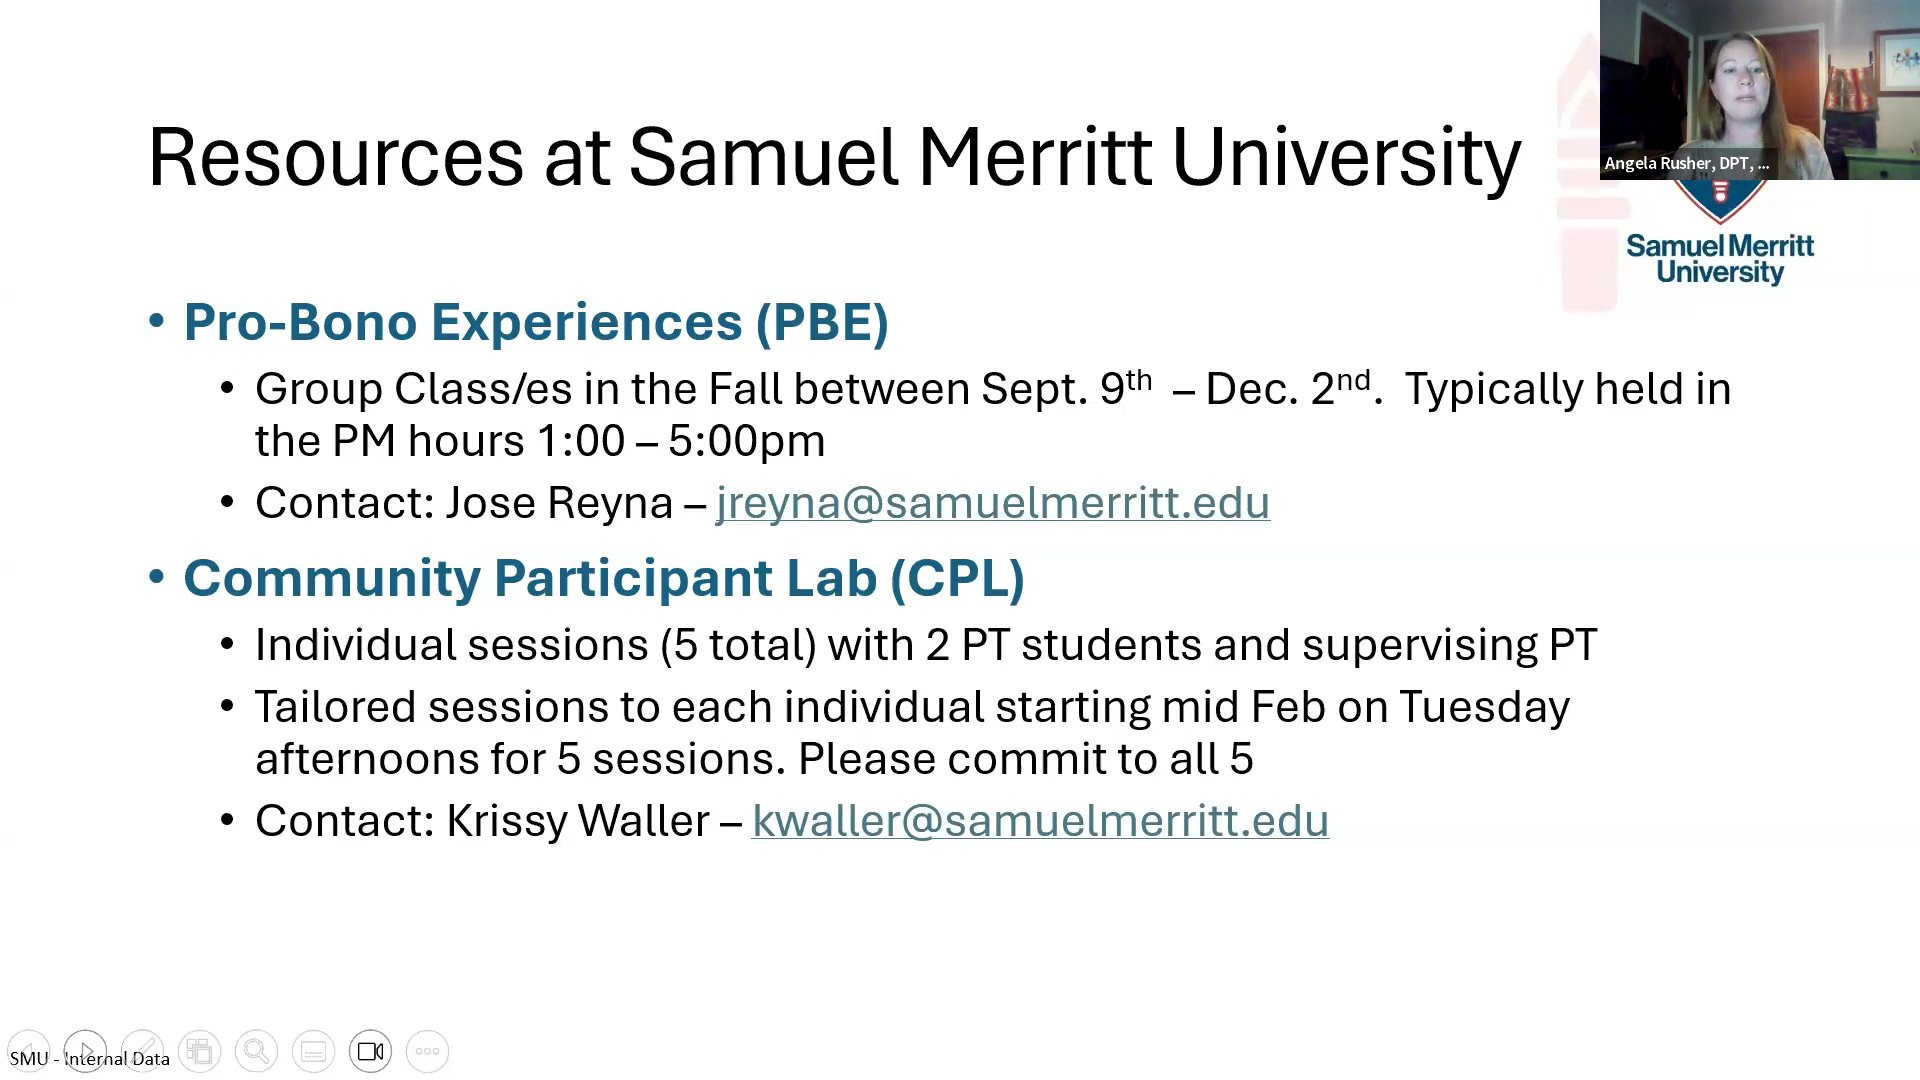 Resources at Samuel Merritt University
Angela Rusher, DPT, ...
Samuel Merritt
University
• Pro-Bono Experiences (PBE)
• Group Class/es in the Fall between Sept. 9th – Dec. 2nd. Typically held in
the PM hours 1:00 – 5:00pm
• Contact: Jose Reyna – jreyna@samuelmerritt.edu
• Community Participant Lab (CPL)
• Individual sessions (5 total) with 2 PT students and supervising PT
• Tailored sessions to each individual starting mid Feb on Tuesday
afternoons for 5 sessions. Please commit to all 5
• Contact: Krissy Waller – kwaller@samuelmerritt.edu
SMU - Internal Data